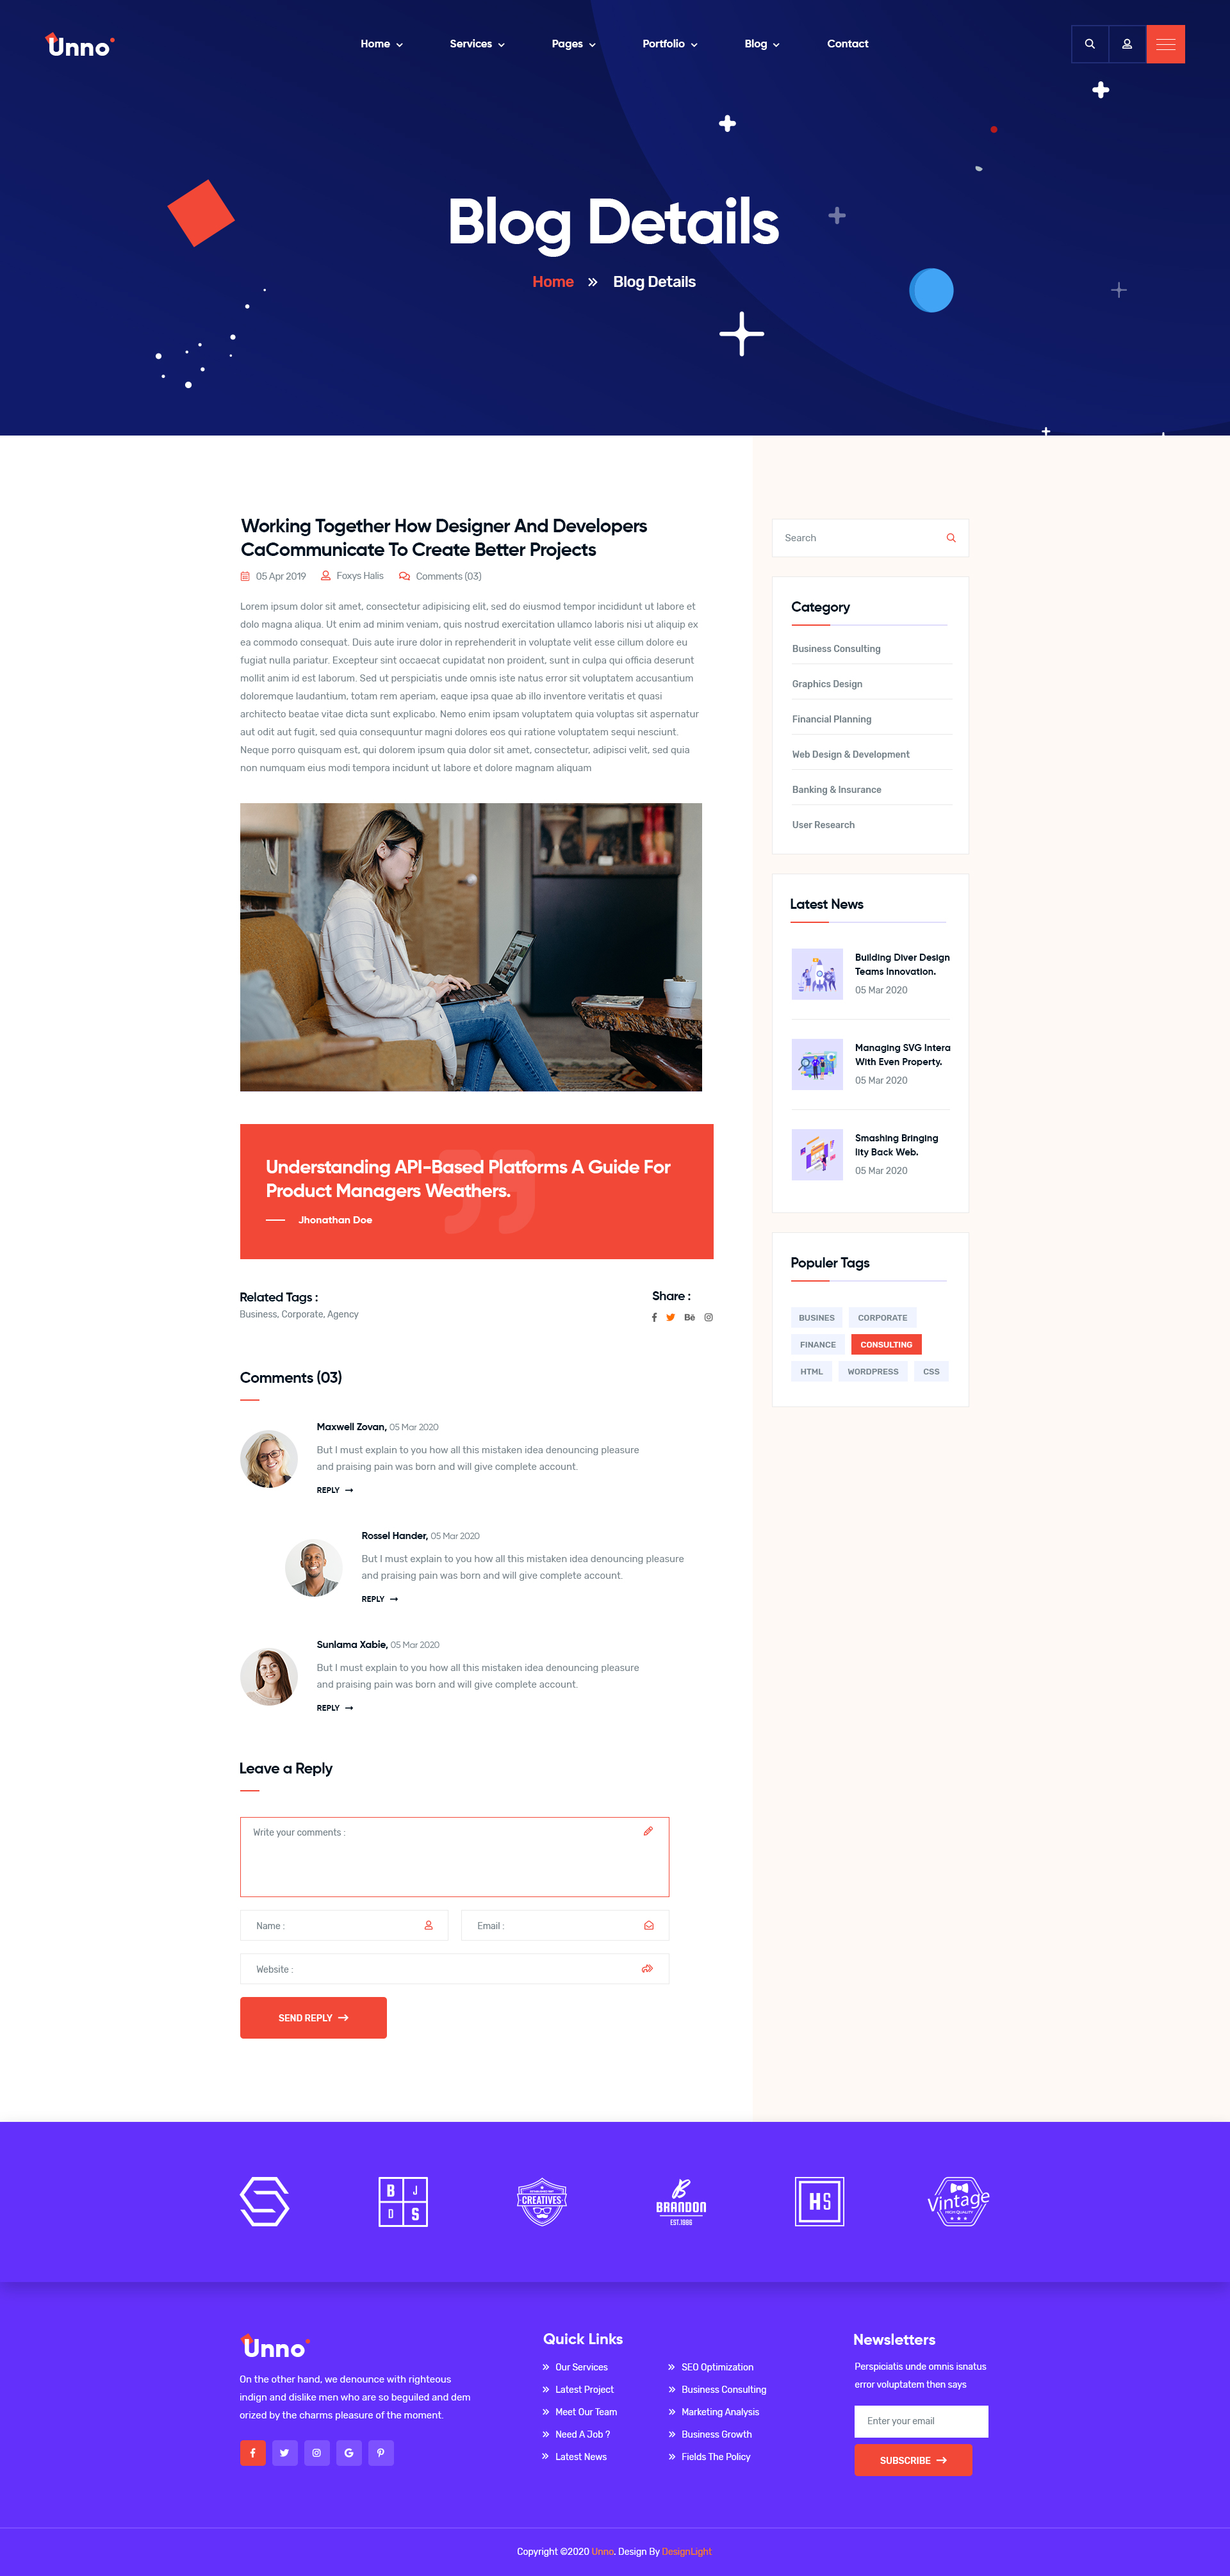 Unno
Home
Services
Pages
Portfolio
Blog
Contact
Blog Details
Home » Blog Details
Working Together How Designer And Developers
CaCommunicate To Create Better Projects
05 Apr 2019
Foxys Halis
Comments (03)
Lorem ipsum dolor sit amet, consectetur adipisicing elit, sed do eiusmod tempor incididunt ut labore et
dolo magna aliqua. Ut enim ad minim veniam, quis nostrud exercitation ullamco laboris nisi ut aliquip ex
ea commodo consequat. Duis aute irure dolor in reprehenderit in voluptate velit esse cillum dolore eu
fugiat nulla pariatur. Excepteur sint occaecat cupidatat non proident, sunt in culpa qui officia deserunt
mollit anim id est laborum. Sed ut perspiciatis unde omnis iste natus error sit voluptatem accusantium
doloremque laudantium, totam rem aperiam, eaque ipsa quae ab illo inventore veritatis et quasi
architecto beatae vitae dicta sunt explicabo. Nemo enim ipsam voluptatem quia voluptas sit aspernatur
aut odit aut fugit, sed quia consequuntur magni dolores eos qui ratione voluptatem sequi nesciunt.
Neque porro quisquam est, qui dolorem ipsum quia dolor sit amet, consectetur, adipisci velit, sed quia
non numquam eius modi tempora incidunt ut labore et dolore magnam aliquam
Understanding API-Based Platforms A Guide For
Product Managers Weathers.
Jhonathan Doe
Related Tags :
Business, Corporate, Agency
Share :
Bē
Comments (03)
Maxwell Zovan, 05 Mar 2020
But I must explain to you how all this mistaken idea denouncing pleasure
and praising pain was born and will give complete account.
REPLY
Rossel Hander, 05 Mar 2020
But I must explain to you how all this mistaken idea denouncing pleasure
and praising pain was born and will give complete account.
REPLY
Sunlama Xabie, 05 Mar 2020
But I must explain to you how all this mistaken idea denouncing pleasure
and praising pain was born and will give complete account.
REPLY
Leave a Reply
Write your comments :
Name :
Email :
Website :
SEND REPLY
Search
Category
Business Consulting
Graphics Design
Financial Planning
Web Design & Development
Banking & Insurance
User Research
Latest News
Building Diver Design
Teams Innovation.
05 Mar 2020
Managing SVG Intera
With Even Property.
05 Mar 2020
Smashing Bringing
lity Back Web.
05 Mar 2020
Populer Tags
BUSINES
CORPORATE
FINANCE
CONSULTING
HTML
WORDPRESS
CSS
B J
D S
CREATIVES
B
BRANDON
EST.1986
HS
Vintage
HIGH QUALITY
Unno
On the other hand, we denounce with righteous
indign and dislike men who are so beguiled and dem
orized by the charms pleasure of the moment.
Quick Links
Our Services
Latest Project
Meet Our Team
Need A Job ?
Latest News
SEO Optimization
Business Consulting
Marketing Analysis
Business Growth
Fields The Policy
Newsletters
Perspiciatis unde omnis isnatus
error voluptatem then says
Enter your email
SUBSCRIBE
Copyright ©2020 Unno. Design By DesignLight